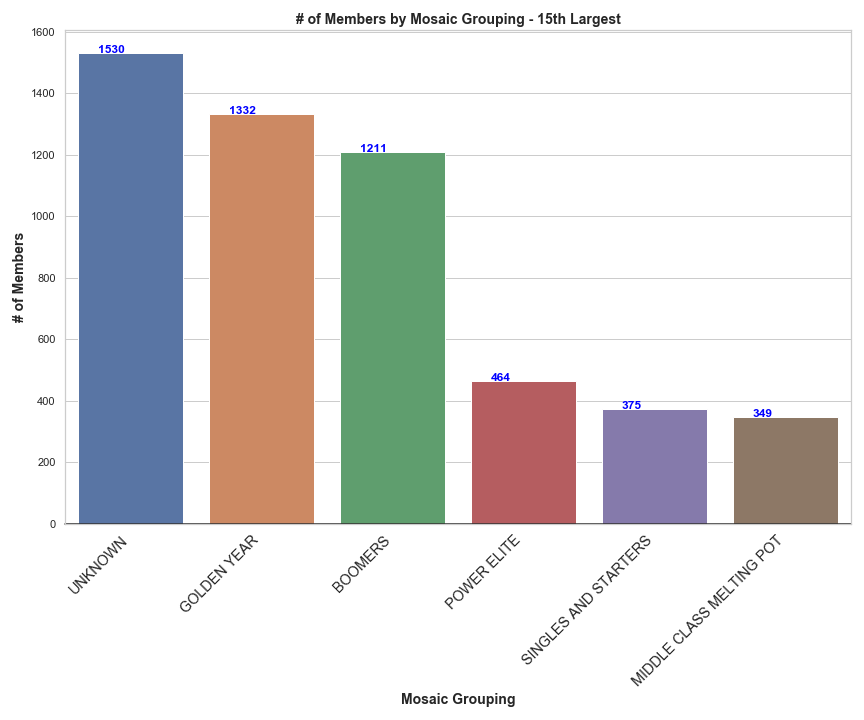 # of Members by Mosaic Grouping - 15th Largest
1600
1400
1200
1000
800
600
400
200
0
# of Members
1530
1332
1211
464
375
349
UNKNOWN
GOLDEN YEAR
BOOMERS
POWER ELITE
SINGLES AND STARTERS
MIDDLE CLASS MELTING POT
Mosaic Grouping